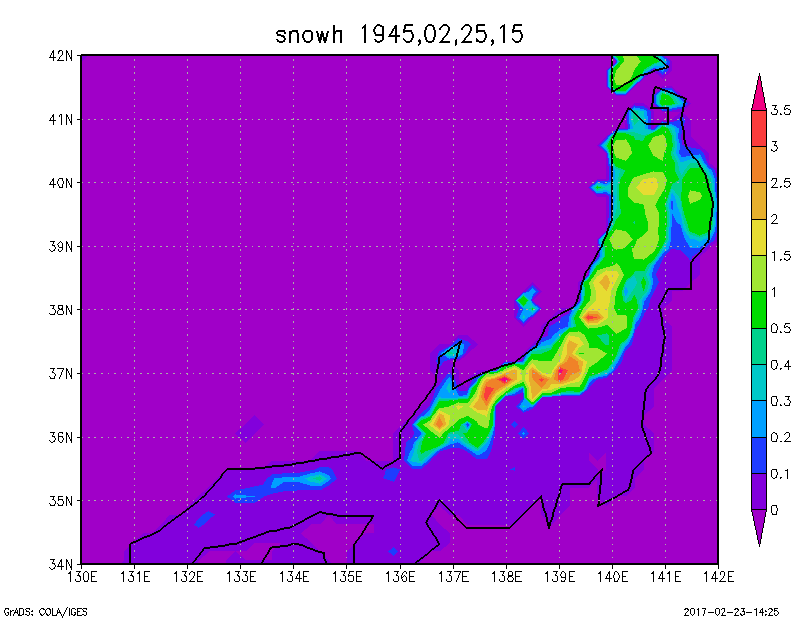 snowh 1945,02,25,15
42N
41N
40N
39N
38N
37N
36N
35N
34N
130E 131E 132E 133E 134E 135E 136E 137E 138E 139E 140E 141E 142E
3.5
3
2.5
2
1.5
1
0.5
0.4
0.3
0.2
0.1
0
GrADS: COLA/IGES 2017-02-23-14:25